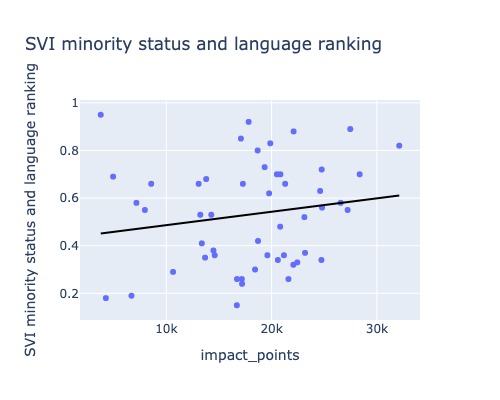 SVI minority status and language ranking
SVI minority status and language ranking
1
0.8
0.6
0.4
0.2
10k
20k
30k
impact_points